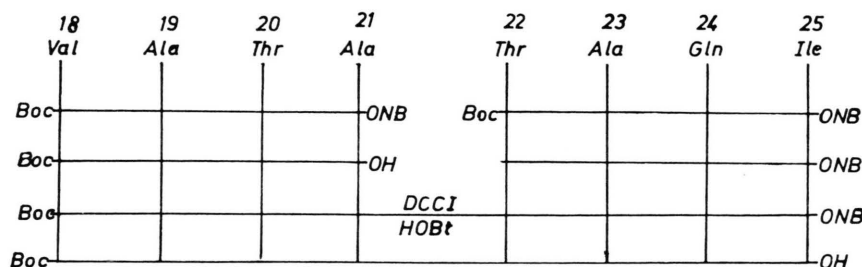 18 19 20 21 22 23 24 25
Val Ala Thr Ala Thr Ala Gln Ile
Boc ONB Boc ONB
Boc OH ONB
Boc DCCI ONB
HOBt
Boc OH